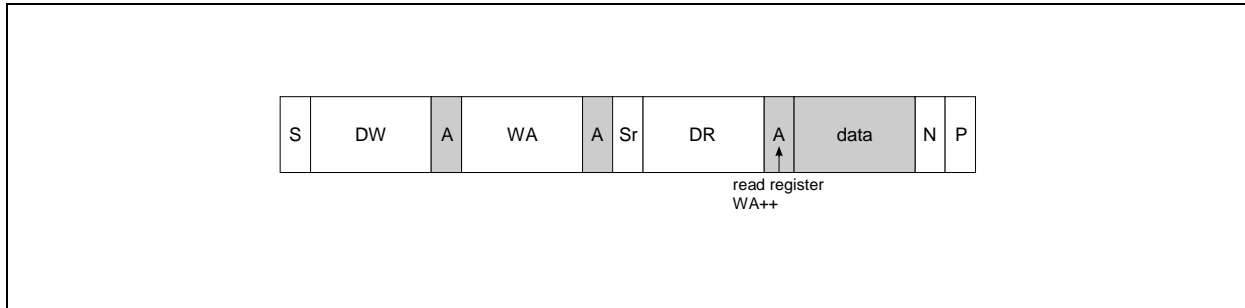 S DW A WA A Sr DR A data N P
read register
WA++